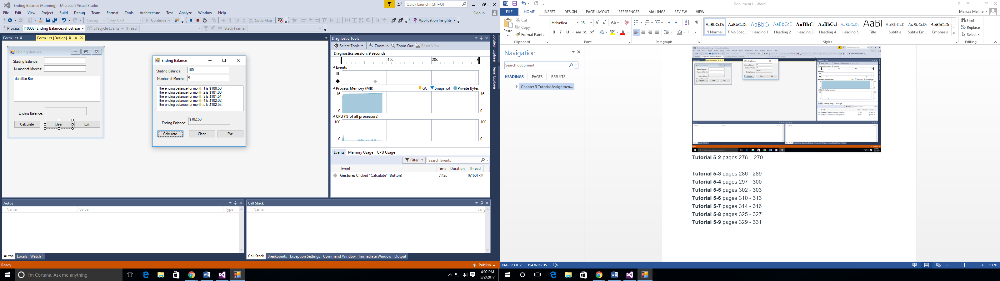 Ending Balance (Running) - Microsoft Visual Studio
Quick Launch (Ctrl+Q)
File Edit View Project Build Debug Team Format Tools Architecture Test Analyze Window Help
Sign in
Debug Any CPU Continue Code Map Application Insights
Process: [10008] Ending Balance.vshost.exe Lifecycle Events Thread: Stack Frame:
Form1.cs Form1.cs [Design]
Ending Balance
Starting Balance:
Number of Months:
detailListBox
Ending Balance:
Calculate Clear Exit
Ending Balance
Starting Balance: 100
Number of Months: 5
The ending balance for month 1 is $100.50
The ending balance for month 2 is $101.00
The ending balance for month 3 is $101.51
The ending balance for month 4 is $102.02
The ending balance for month 5 is $102.53
Ending Balance: $102.53
Calculate Clear Exit
Diagnostic Tools
Select Tools Zoom In Zoom Out Reset View
Diagnostics session: 9 seconds
10s 20s 3
Events
Process Memory (MB) GC Snapshot Private Bytes
16 16
0 0
CPU (% of all processors)
100 100
0 0
Events Memory Usage CPU Usage
Filter Search Events
Event Time Duration Thread
Gesture: Clicked "Calculate" (Button) 7.42s [6160]
Solution Explorer
Team Explorer
Autos
Name Value Type
Autos Locals Watch 1
Call Stack
Name Lang
Call Stack Breakpoints Exception Settings Command Window Immediate Window Output
Ready
Publish
I'm Cortana. Ask me anything.
4:02 PM
5/2/2017
Document1 - Word
FILE HOME INSERT DESIGN PAGE LAYOUT REFERENCES MAILINGS REVIEW VIEW
Melissa Meline
Cut
Copy
Format Painter
Paste
Clipboard
Helvetica 13
Font
Paragraph
AaBbCcDc AaBbCcDc AaBbCc AaBbCcD AaBbCc AaBbCc AaBbCcD AaBl AaBbCcD AaBbCcDc AaBbCcDc
¶ Normal ¶ No Spac... Heading 1 Heading 2 Heading 3 Heading 4 Heading 5 Title Subtitle Subtle Em... Emphasis
Styles
Find
Replace
Select
Editing
Navigation
Search document
HEADINGS PAGES RESULTS
Chapter 5 Tutorial Assignmen...
Tutorial 5-2 pages 276 – 279
Tutorial 5-3 pages 286 - 289
Tutorial 5-4 pages 297 - 300
Tutorial 5-5 pages 302 - 303
Tutorial 5-6 pages 310 - 313
Tutorial 5-7 pages 314 - 316
Tutorial 5-8 pages 325 - 327
Tutorial 5-9 pages 329 - 331
PAGE 2 OF 2 194 WORDS
100%